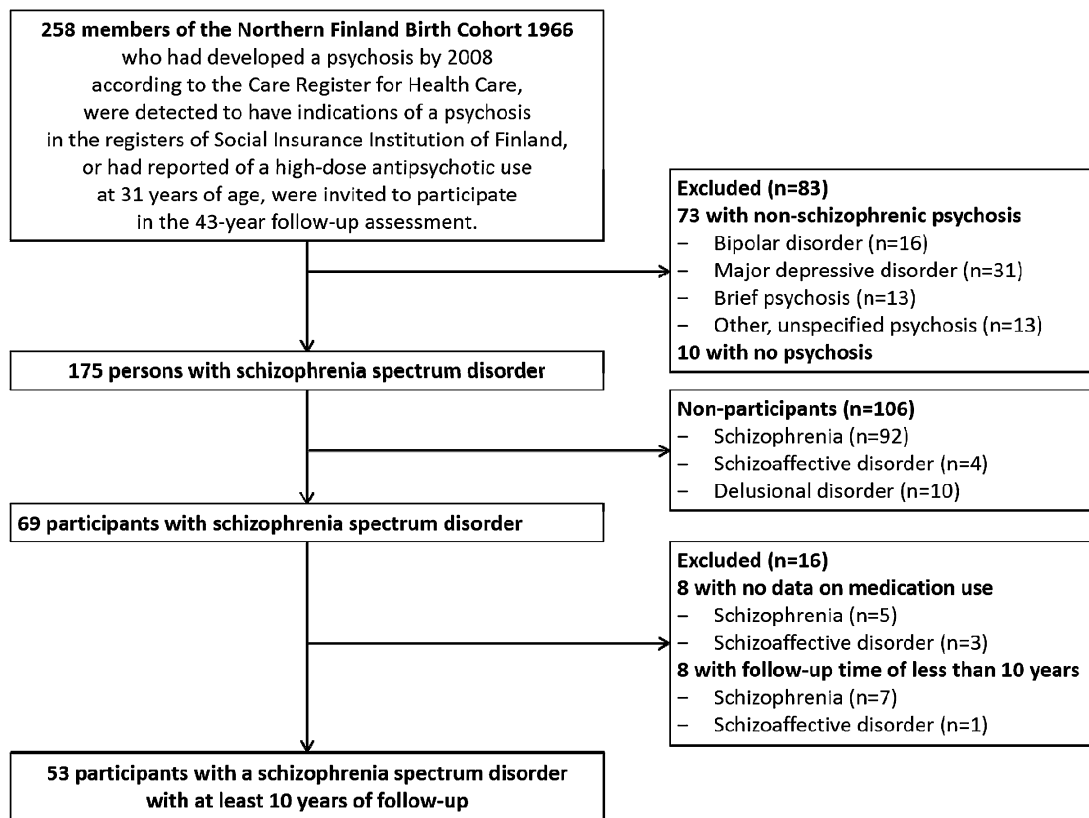 258 members of the Northern Finland Birth Cohort 1966
who had developed a psychosis by 2008
according to the Care Register for Health Care,
were detected to have indications of a psychosis
in the registers of Social Insurance Institution of Finland,
or had reported of a high-dose antipsychotic use
at 31 years of age, were invited to participate
in the 43-year follow-up assessment.
Excluded (n=83)
73 with non-schizophrenic psychosis
– Bipolar disorder (n=16)
– Major depressive disorder (n=31)
– Brief psychosis (n=13)
– Other, unspecified psychosis (n=13)
10 with no psychosis
175 persons with schizophrenia spectrum disorder
Non-participants (n=106)
– Schizophrenia (n=92)
– Schizoaffective disorder (n=4)
– Delusional disorder (n=10)
69 participants with schizophrenia spectrum disorder
Excluded (n=16)
8 with no data on medication use
– Schizophrenia (n=5)
– Schizoaffective disorder (n=3)
8 with follow-up time of less than 10 years
– Schizophrenia (n=7)
– Schizoaffective disorder (n=1)
53 participants with a schizophrenia spectrum disorder
with at least 10 years of follow-up